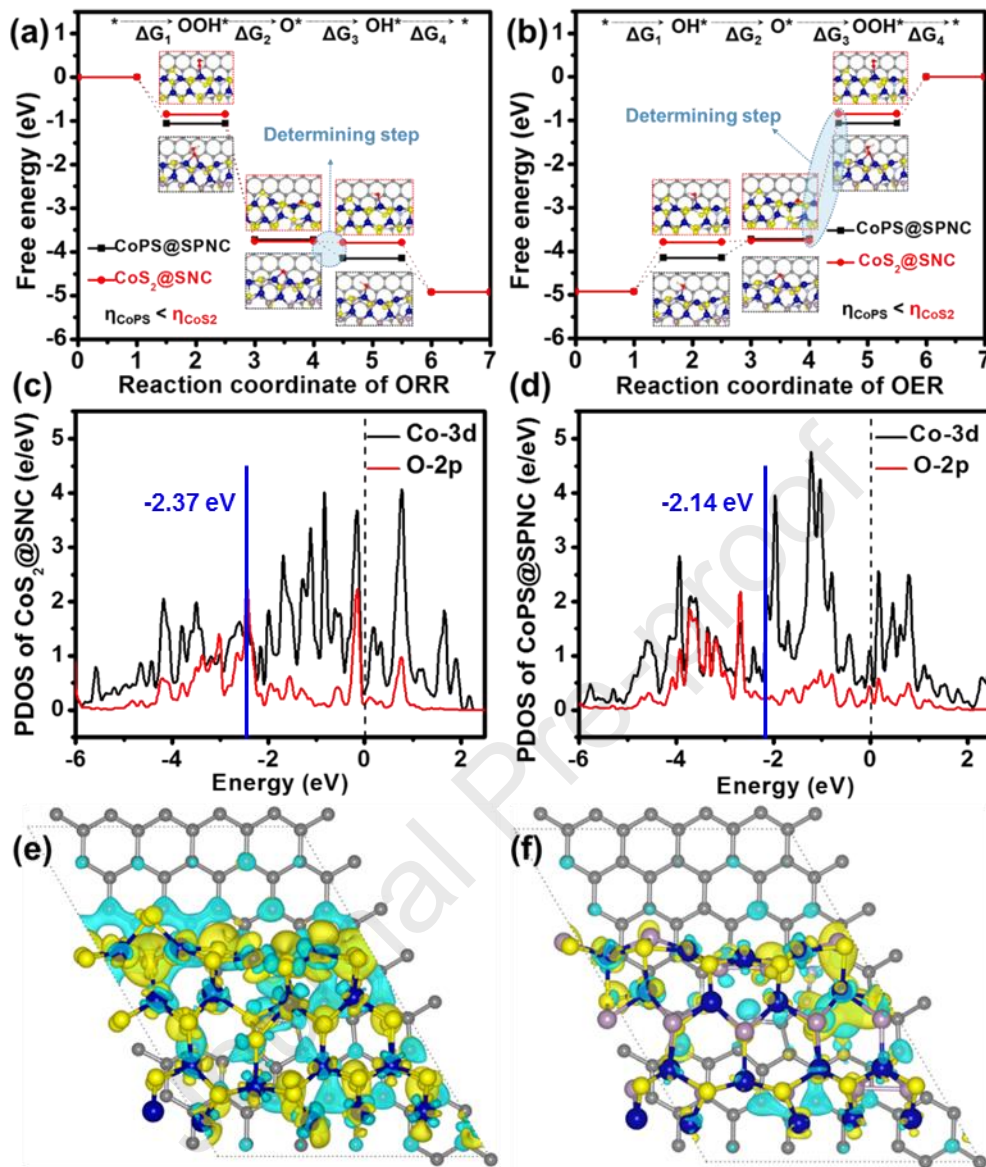 (a)
* OOH* O* OH* *
ΔG1 ΔG2 ΔG3 ΔG4
Free energy (eV)
1
0
-1
-2
-3
-4
-5
-6
Determining step
CoPS@SPNC
CoS2@SNC
ηCoPS < ηCoS2
0 1 2 3 4 5 6 7
Reaction coordinate of ORR
(b)
* OH* O* OOH* *
ΔG1 ΔG2 ΔG3 ΔG4
Free energy (eV)
1
0
-1
-2
-3
-4
-5
-6
Determining step
CoPS@SPNC
CoS2@SNC
ηCoPS < ηCoS2
0 1 2 3 4 5 6 7
Reaction coordinate of OER
(c)
PDOS of CoS2@SNC (e/eV)
5
4
3
2
1
0
Co-3d
O-2p
-2.37 eV
-6 -4 -2 0 2
Energy (eV)
(d)
PDOS of CoPS@SPNC (e/eV)
5
4
3
2
1
0
Co-3d
O-2p
-2.14 eV
-6 -4 -2 0 2
Energy (eV)
(e)
(f)
Journal Pre-proof